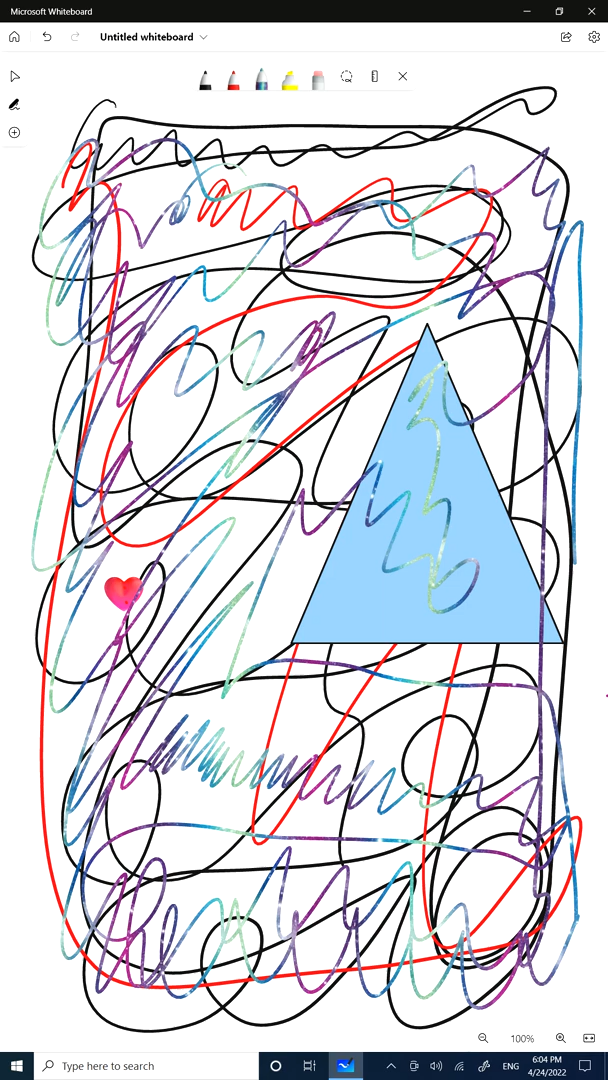 Microsoft Whiteboard
Untitled whiteboard
100%
Type here to search
ENG
6:04 PM
4/24/2022